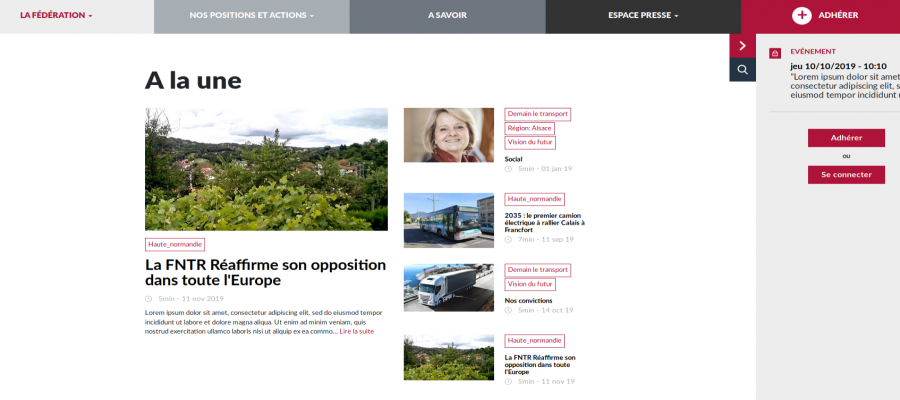 LA FÉDÉRATION
NOS POSITIONS ET ACTIONS
A SAVOIR
ESPACE PRESSE
ADHÉRER
A la une
Haute_normandie
La FNTR Réaffirme son opposition
dans toute l'Europe
5min - 11 nov 2019
Lorem ipsum dolor sit amet, consectetur adipiscing elit, sed do eiusmod tempor
incididunt ut labore et dolore magna aliqua. Ut enim ad minim veniam, quis
nostrud exercitation ullamco laboris nisi ut aliquip ex ea commo... Lire la suite
Demain le transport
Région: Alsace
Vision du futur
Social
5min - 01 jan 19
Haute_normandie
2035 : le premier camion
électrique à rallier Calais à
Francfort
7min - 11 sep 19
Demain le transport
Vision du futur
Nos convictions
5min - 14 oct 19
Haute_normandie
La FNTR Réaffirme son
opposition dans toute
l'Europe
5min - 11 nov 19
EVÉNEMENT
jeu 10/10/2019 - 10:10
"Lorem ipsum dolor sit amet
consectetur adipiscing elit, s
eiusmod tempor incididunt u
Adhérer
ou
Se connecter